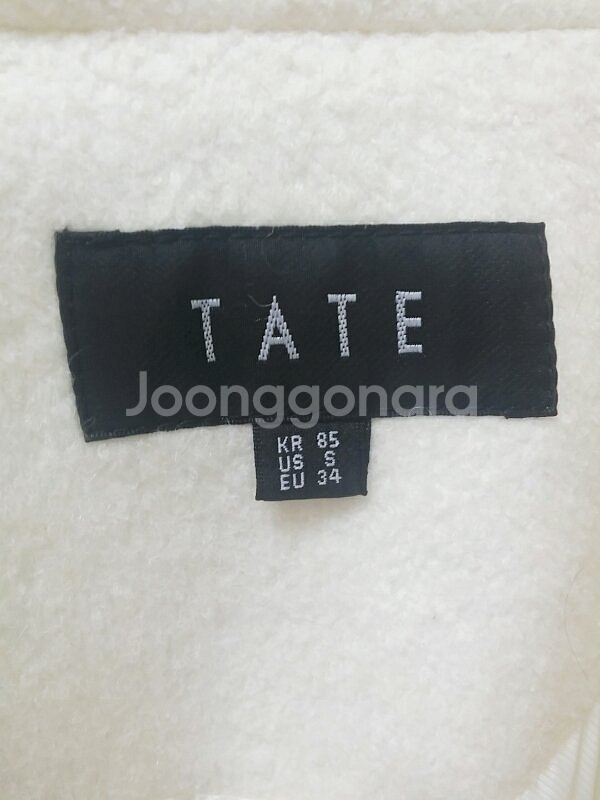 TATE
Joonggonara
KR 85
US S
EU 34